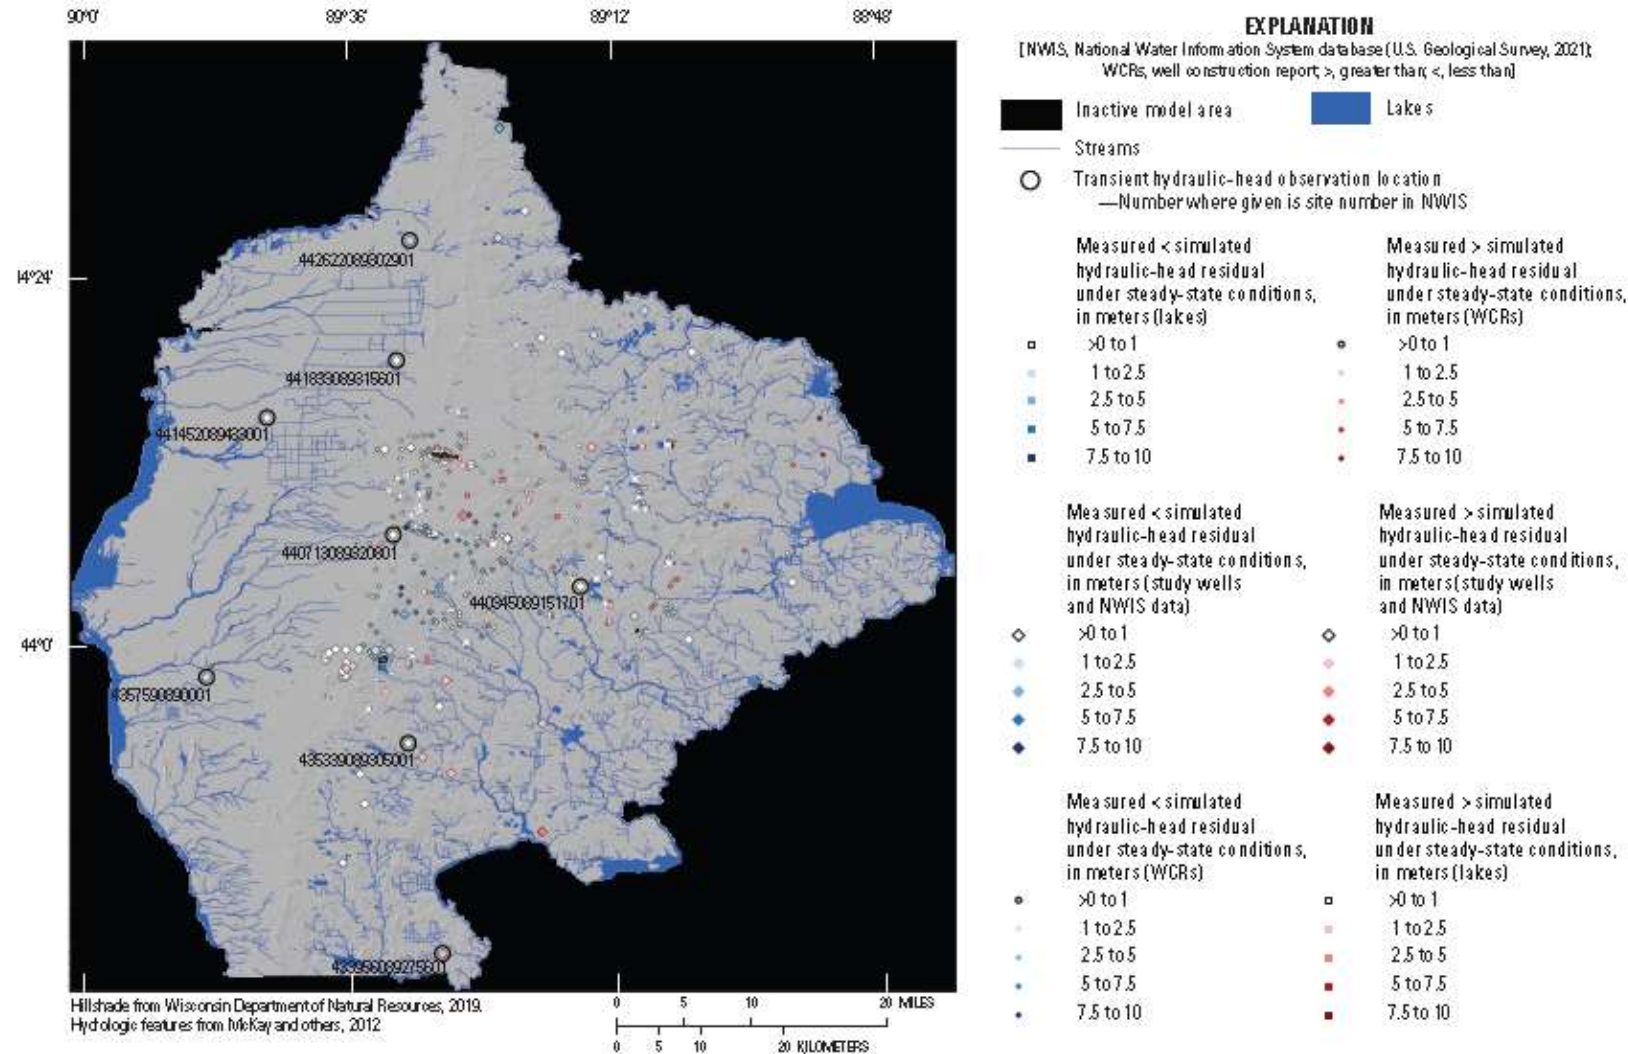 90°0'
89°36'
89°12'
88°48'
44°24'
44°0'
442622089302901
441833089315601
441452089433001
440713089320801
440345089151701
4357590890001
435339089305001
433956089275601
Hillshade from Wisconsin Department of Natural Resources, 2019.
Hydrologic features from McKay and others, 2012
0 5 10 20 MILES
0 5 10 20 KILOMETERS
EXPLANATION
[NWIS, National Water Information System database (U.S. Geological Survey, 2021);
WCRs, well construction report; >, greater than; <, less than]
Inactive model area
Lakes
Streams
Transient hydraulic-head observation location
—Number where given is site number in NWIS
Measured < simulated
hydraulic-head residual
under steady-state conditions,
in meters (lakes)
>0 to 1
1 to 2.5
2.5 to 5
5 to 7.5
7.5 to 10
Measured > simulated
hydraulic-head residual
under steady-state conditions,
in meters (WCRs)
>0 to 1
1 to 2.5
2.5 to 5
5 to 7.5
7.5 to 10
Measured < simulated
hydraulic-head residual
under steady-state conditions,
in meters (study wells
and NWIS data)
>0 to 1
1 to 2.5
2.5 to 5
5 to 7.5
7.5 to 10
Measured > simulated
hydraulic-head residual
under steady-state conditions,
in meters (study wells
and NWIS data)
>0 to 1
1 to 2.5
2.5 to 5
5 to 7.5
7.5 to 10
Measured < simulated
hydraulic-head residual
under steady-state conditions,
in meters (WCRs)
>0 to 1
1 to 2.5
2.5 to 5
5 to 7.5
7.5 to 10
Measured > simulated
hydraulic-head residual
under steady-state conditions,
in meters (lakes)
>0 to 1
1 to 2.5
2.5 to 5
5 to 7.5
7.5 to 10